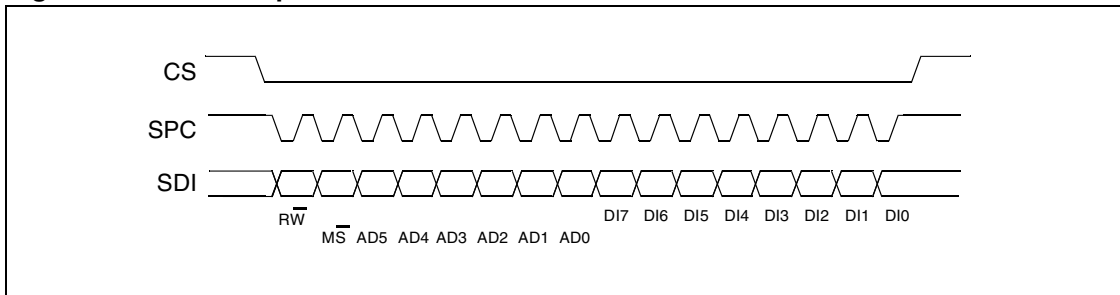 CS
SPC
SDI
RW̅ DI7 DI6 DI5 DI4 DI3 DI2 DI1 DI0
MS̅ AD5 AD4 AD3 AD2 AD1 AD0